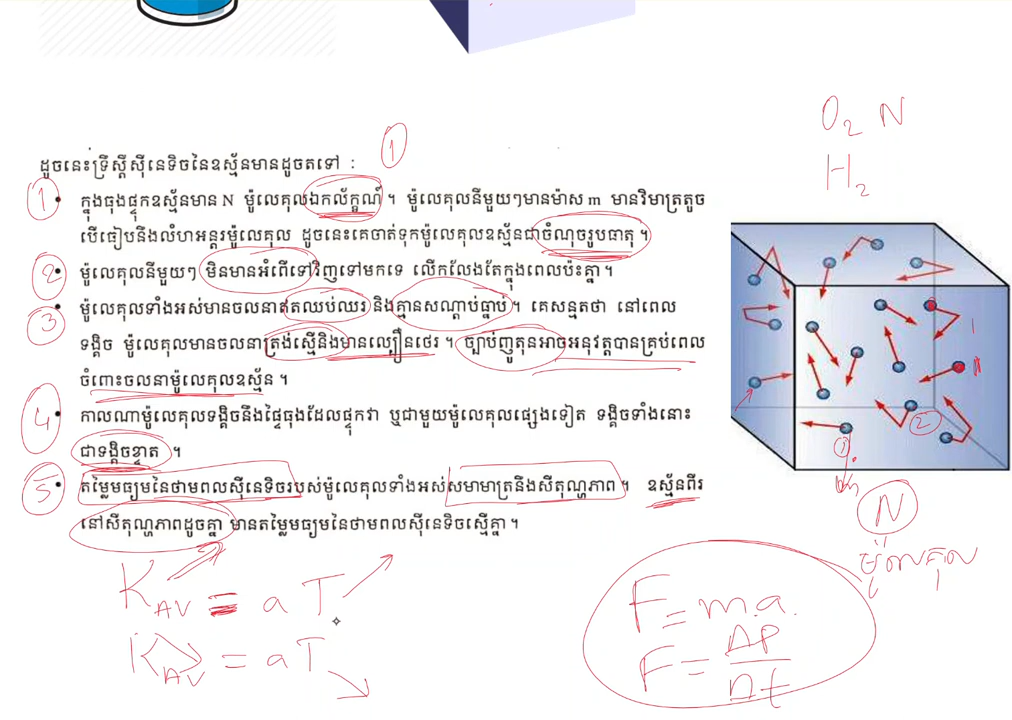 O₂ N
①
H₂
ដូចនេះទ្រឹស្តីស៊ីនេទិចនៃឧស្ម័នមានដូចតទៅ :
① • ក្នុងធុងផ្ទុកឧស្ម័នមាន N ម៉ូលេគុលឯកលក្ខណ៍ ។ ម៉ូលេគុលនីមួយៗមានម៉ាស m មានវិមាត្រតូច
បើធៀបនឹងលំហអន្តរម៉ូលេគុល ដូចនេះគេចាត់ទុកម៉ូលេគុលឧស្ម័នជាចំណុចរូបធាតុ ។
② • ម៉ូលេគុលនីមួយៗ មិនមានអំពើទៅវិញទៅមកទេ លើកលែងតែក្នុងពេលប៉ះគ្នា ។
③ • ម៉ូលេគុលទាំងអស់មានចលនាឥតឈប់ឈរ និងគ្មានសណ្តាប់ធ្នាប់ ។ គេសន្មតថា នៅពេល
ទង្គិច ម៉ូលេគុលមានចលនាត្រង់ស្មើនិងមានល្បឿនថេរ ។ ច្បាប់ញូតុនអាចអនុវត្តបានគ្រប់ពេល
ចំពោះចលនាម៉ូលេគុលឧស្ម័ន ។
④ • កាលណាម៉ូលេគុលទង្គិចនឹងផ្ទៃធុងដែលផ្ទុកវា ឬជាមួយម៉ូលេគុលផ្សេងទៀត ទង្គិចទាំងនោះ
ជាទង្គិចខ្ទាត ។
⑤ • តម្លៃមធ្យមនៃថាមពលស៊ីនេទិចរបស់ម៉ូលេគុលទាំងអស់សមាមាត្រនឹងសីតុណ្ហភាព ។ ឧស្ម័នពីរ
នៅសីតុណ្ហភាពដូចគ្នា មានតម្លៃមធ្យមនៃថាមពលស៊ីនេទិចស្មើគ្នា ។
① ②
N
ម៉ូលេគុល
K_AV = a T
K_AV = a T
F = m.a.
F = ΔP/Δt